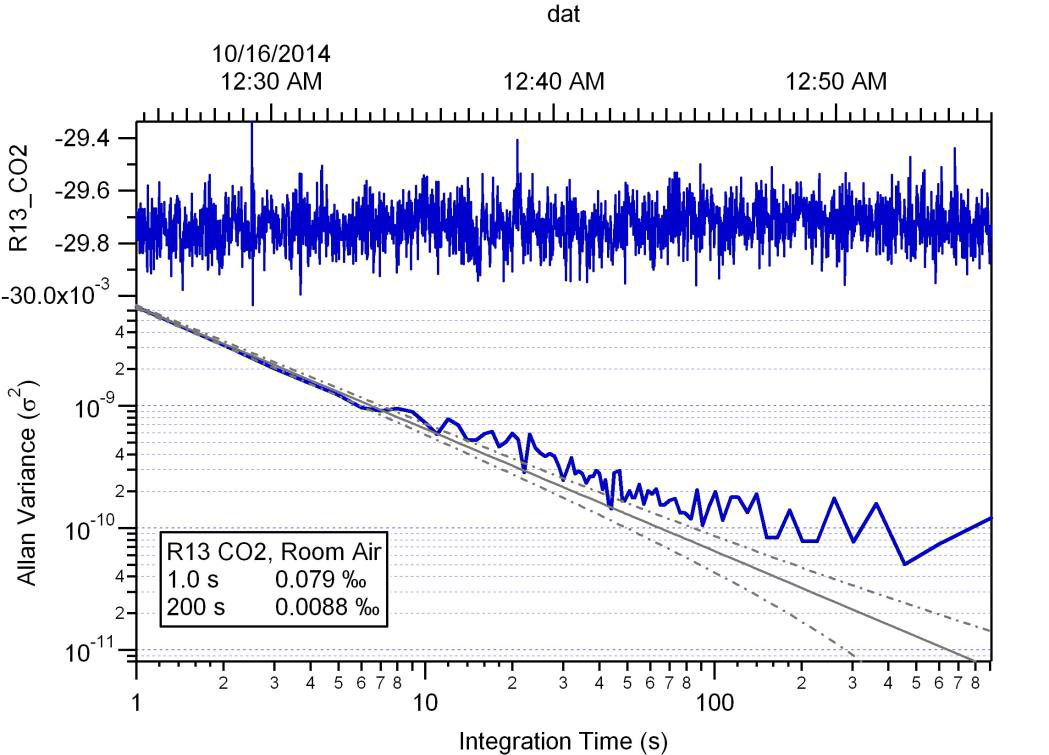 dat
10/16/2014
12:30 AM 12:40 AM 12:50 AM
R13_CO2
-29.4
-29.6
-29.8
-30.0x10⁻³
Allan Variance (σ²)
4
2
10⁻⁹
4
2
10⁻¹⁰
4
2
10⁻¹¹
R13 CO2, Room Air
1.0 s 0.079 ‰
200 s 0.0088 ‰
2 3 4 5 6 7 8 2 3 4 5 6 7 8 2 3 4 5 6 7 8
1 10 100
Integration Time (s)